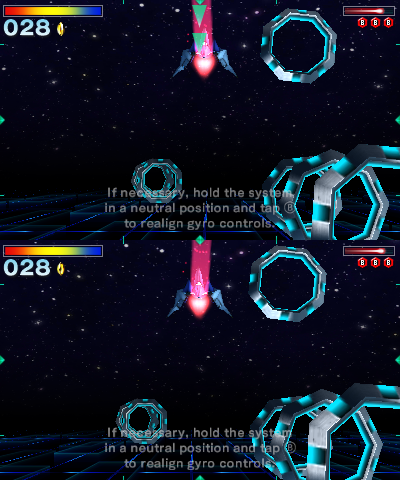 028
B B B
If necessary, hold the system
in a neutral position and tap B
to realign gyro controls.
028
B B B
If necessary, hold the system
in a neutral position and tap B
to realign gyro controls.